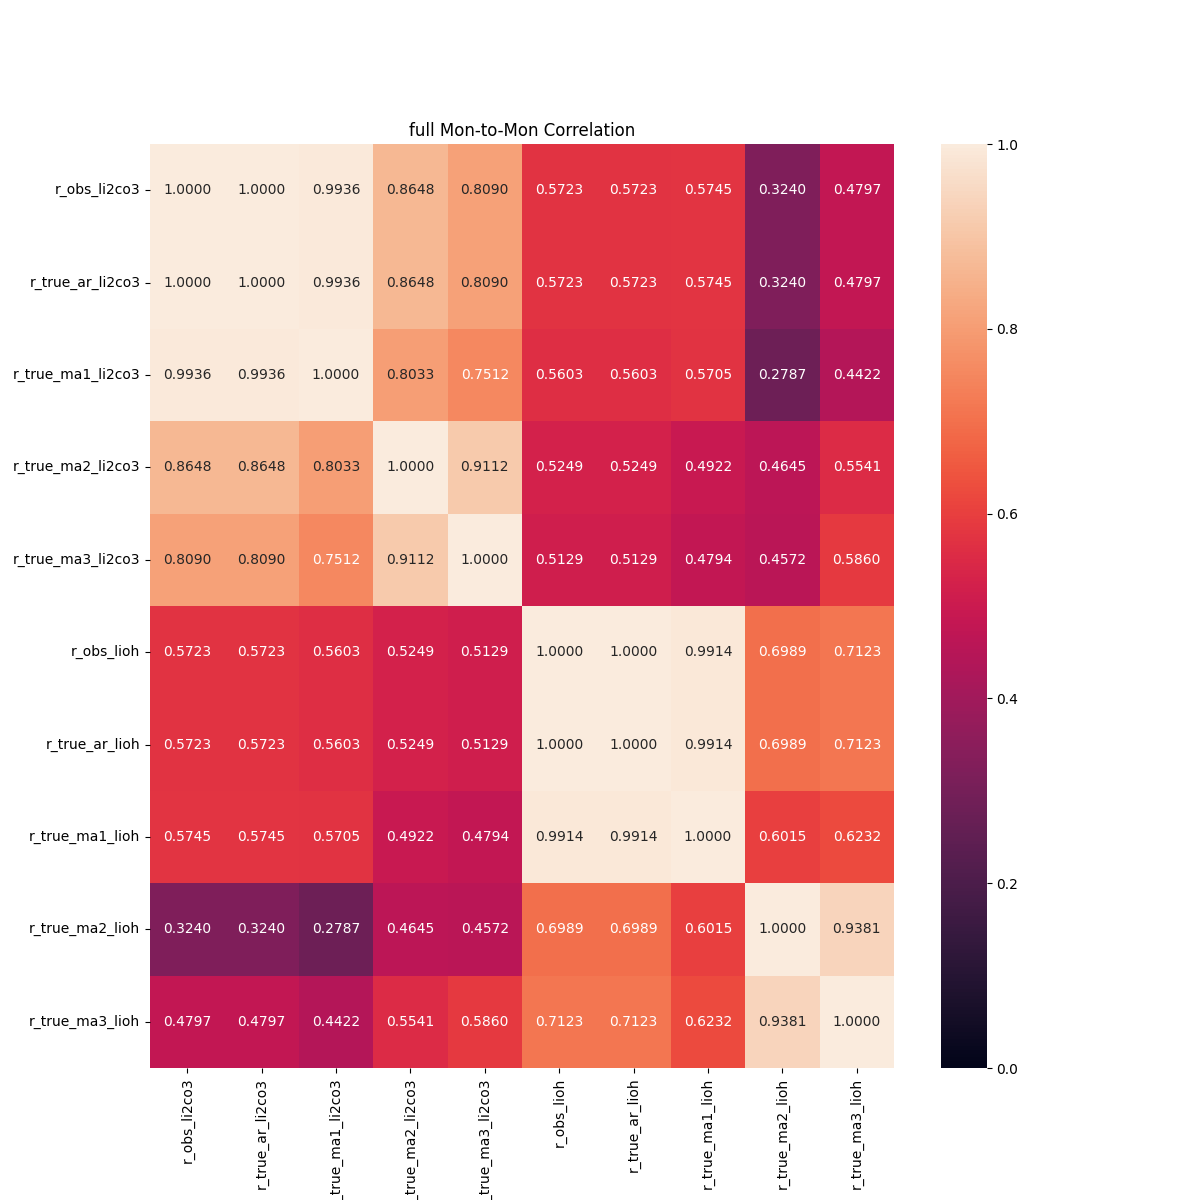 full Mon-to-Mon Correlation
r_obs_li2co3 1.0000 1.0000 0.9936 0.8648 0.8090 0.5723 0.5723 0.5745 0.3240 0.4797
r_true_ar_li2co3 1.0000 1.0000 0.9936 0.8648 0.8090 0.5723 0.5723 0.5745 0.3240 0.4797
r_true_ma1_li2co3 0.9936 0.9936 1.0000 0.8033 0.7512 0.5603 0.5603 0.5705 0.2787 0.4422
r_true_ma2_li2co3 0.8648 0.8648 0.8033 1.0000 0.9112 0.5249 0.5249 0.4922 0.4645 0.5541
r_true_ma3_li2co3 0.8090 0.8090 0.7512 0.9112 1.0000 0.5129 0.5129 0.4794 0.4572 0.5860
r_obs_lioh 0.5723 0.5723 0.5603 0.5249 0.5129 1.0000 1.0000 0.9914 0.6989 0.7123
r_true_ar_lioh 0.5723 0.5723 0.5603 0.5249 0.5129 1.0000 1.0000 0.9914 0.6989 0.7123
r_true_ma1_lioh 0.5745 0.5745 0.5705 0.4922 0.4794 0.9914 0.9914 1.0000 0.6015 0.6232
r_true_ma2_lioh 0.3240 0.3240 0.2787 0.4645 0.4572 0.6989 0.6989 0.6015 1.0000 0.9381
r_true_ma3_lioh 0.4797 0.4797 0.4422 0.5541 0.5860 0.7123 0.7123 0.6232 0.9381 1.0000
r_obs_li2co3
r_true_ar_li2co3
_true_ma1_li2co3
_true_ma2_li2co3
_true_ma3_li2co3
r_obs_lioh
r_true_ar_lioh
r_true_ma1_lioh
r_true_ma2_lioh
r_true_ma3_lioh
1.0
0.8
0.6
0.4
0.2
0.0